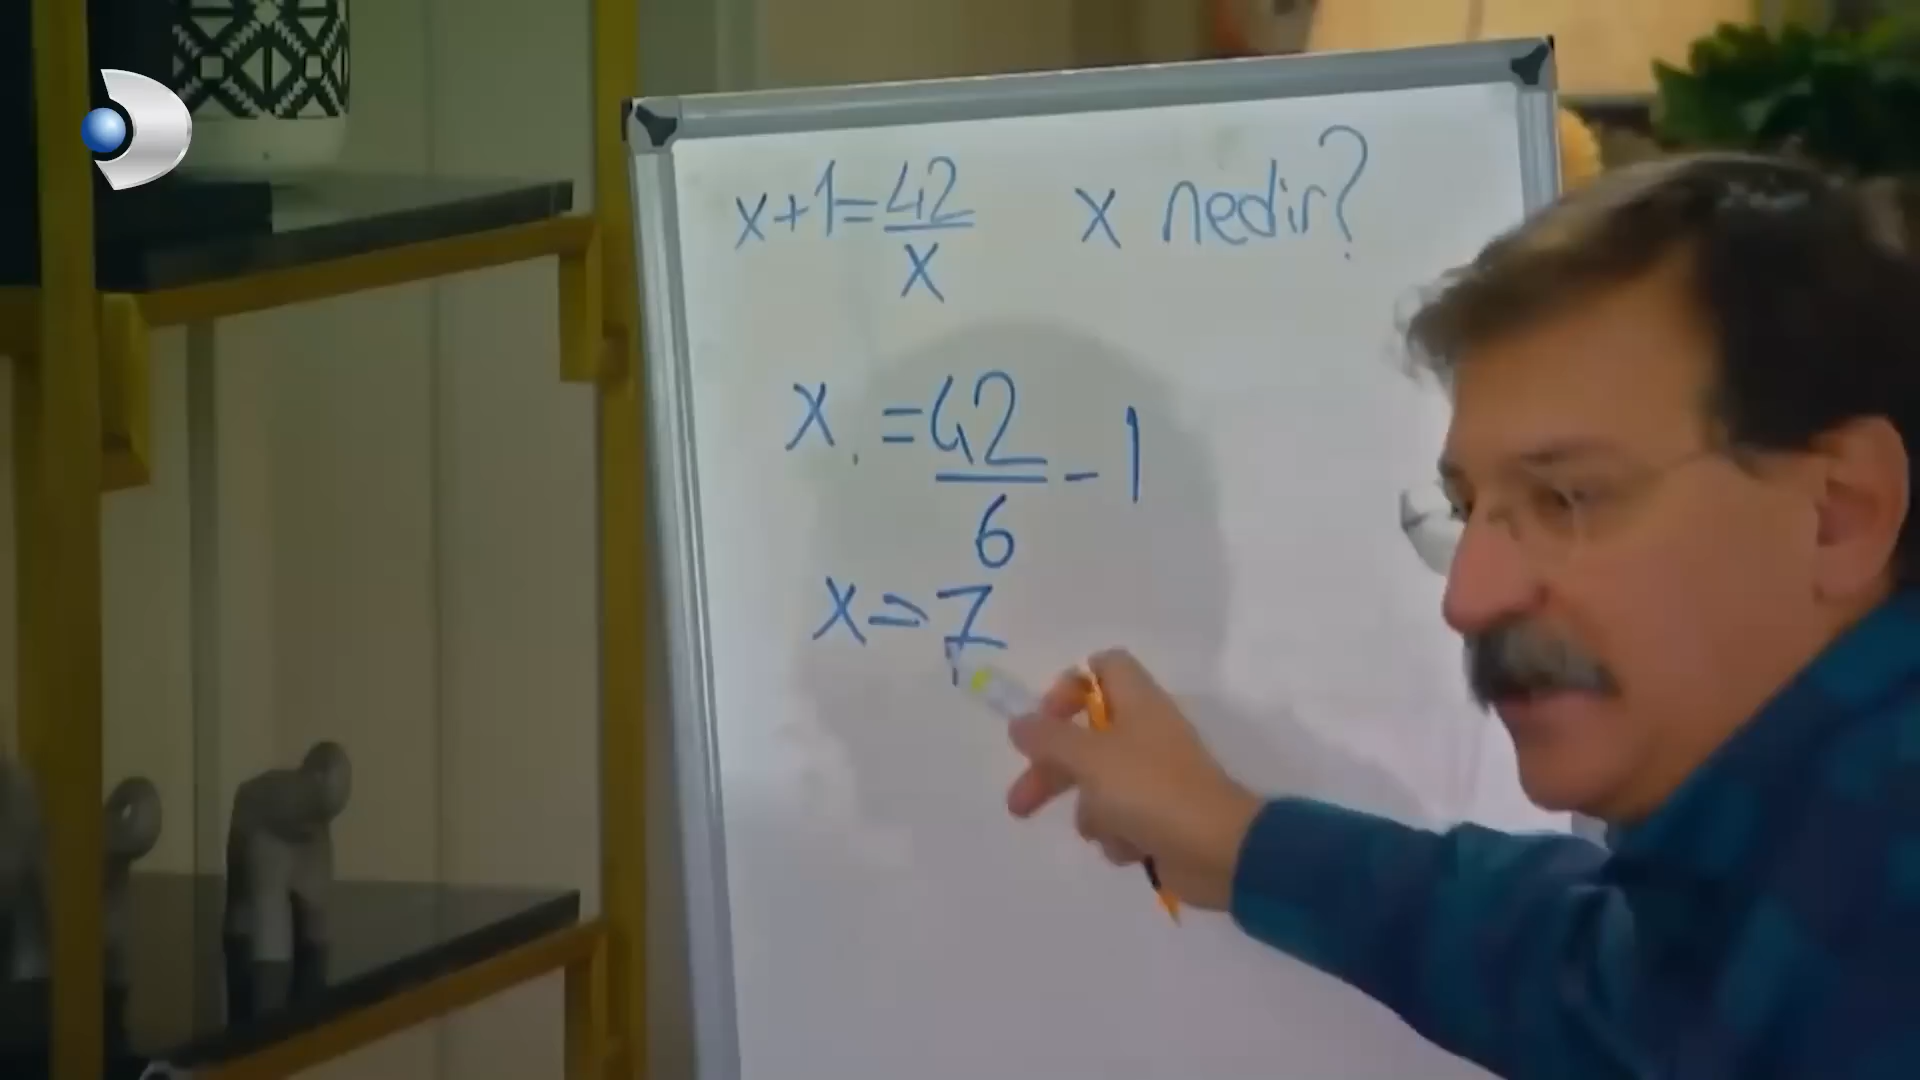 x+1=42/x x nedir?
x = 42/6 - 1
x = 7